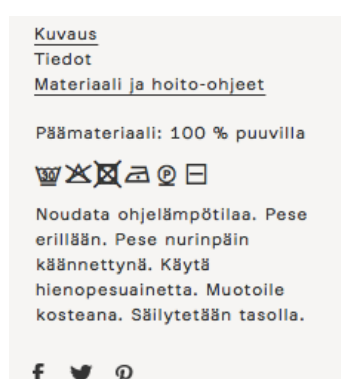 Kuvaus
Tiedot
Materiaali ja hoito-ohjeet
Päämateriaali: 100 % puuvilla
30 P
Noudata ohjelämpötilaa. Pese
erillään. Pese nurinpäin
käännettynä. Käytä
hienopesuainetta. Muotoile
kosteana. Säilytetään tasolla.